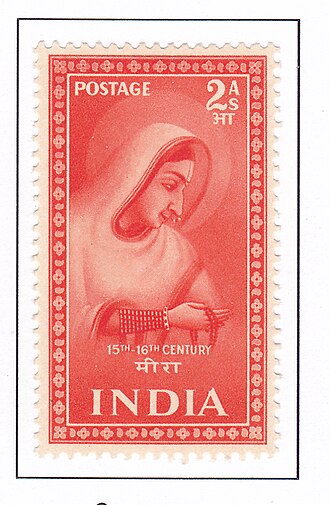 POSTAGE 2 AS
आ
15TH-16TH CENTURY
मीरा
INDIA